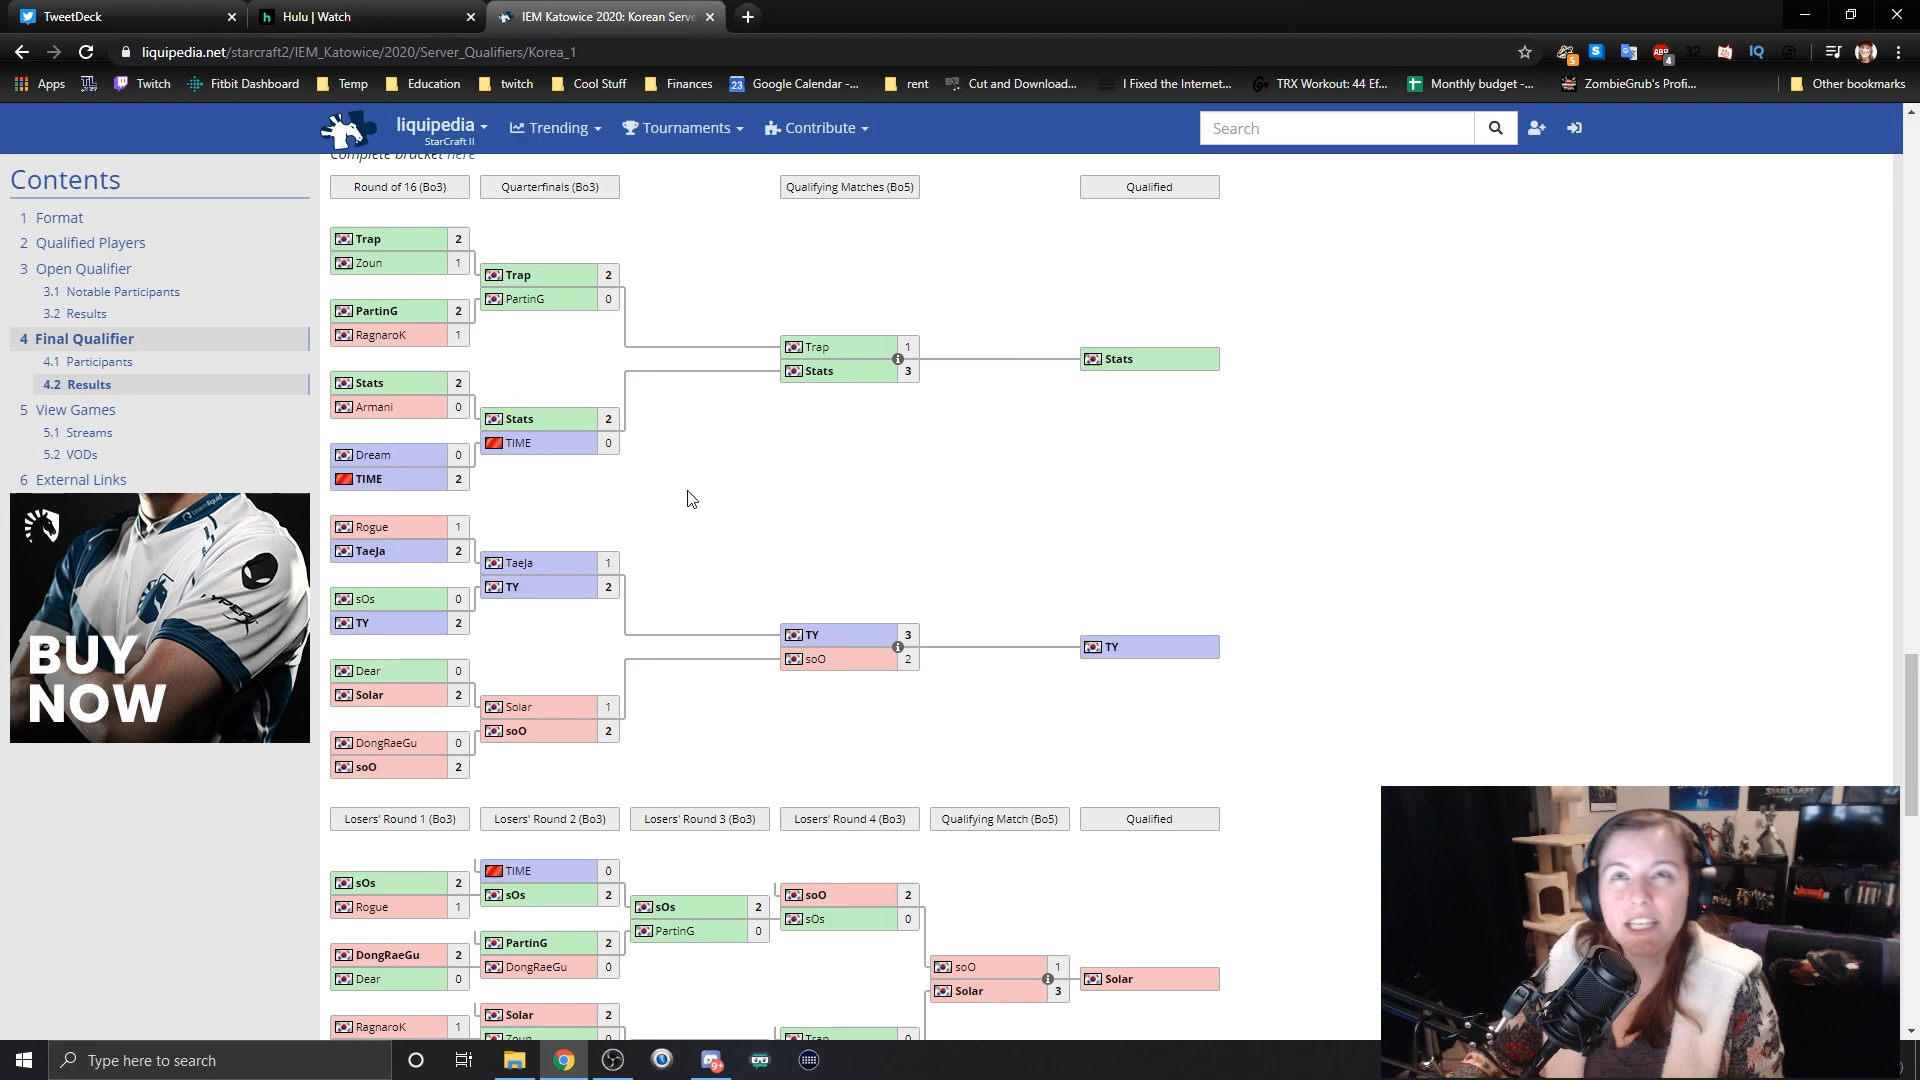 TweetDeck
Hulu | Watch
IEM Katowice 2020: Korean Serve
liquipedia.net/starcraft2/IEM_Katowice/2020/Server_Qualifiers/Korea_1
Apps
Twitch
Fitbit Dashboard
Temp
Education
twitch
Cool Stuff
Finances
23 Google Calendar -...
rent
Cut and Download...
I Fixed the Internet...
TRX Workout: 44 Ef...
Monthly budget -...
ZombieGrub's Profi...
Other bookmarks
liquipedia
StarCraft II
Trending
Tournaments
Contribute
Search
Contents
1 Format
2 Qualified Players
3 Open Qualifier
3.1 Notable Participants
3.2 Results
4 Final Qualifier
4.1 Participants
4.2 Results
5 View Games
5.1 Streams
5.2 VODs
6 External Links
BUY
NOW
Complete bracket here
Round of 16 (Bo3)
Quarterfinals (Bo3)
Qualifying Matches (Bo5)
Qualified
Trap 2
Zoun 1
PartinG 2
RagnaroK 1
Stats 2
Armani 0
Dream 0
TIME 2
Rogue 1
TaeJa 2
sOs 0
TY 2
Dear 0
Solar 2
DongRaeGu 0
soO 2
Trap 2
PartinG 0
Stats 2
TIME 0
TaeJa 1
TY 2
Solar 1
soO 2
Trap 1
Stats 3
TY 3
soO 2
Stats
TY
Losers' Round 1 (Bo3)
Losers' Round 2 (Bo3)
Losers' Round 3 (Bo3)
Losers' Round 4 (Bo3)
Qualifying Match (Bo5)
Qualified
sOs 2
Rogue 1
DongRaeGu 2
Dear 0
RagnaroK 1
TIME 0
sOs 2
PartinG 2
DongRaeGu 0
Solar 2
Zoun
sOs 2
PartinG 0
soO 2
sOs 0
Trap 0
soO 1
Solar 3
Solar
Type here to search